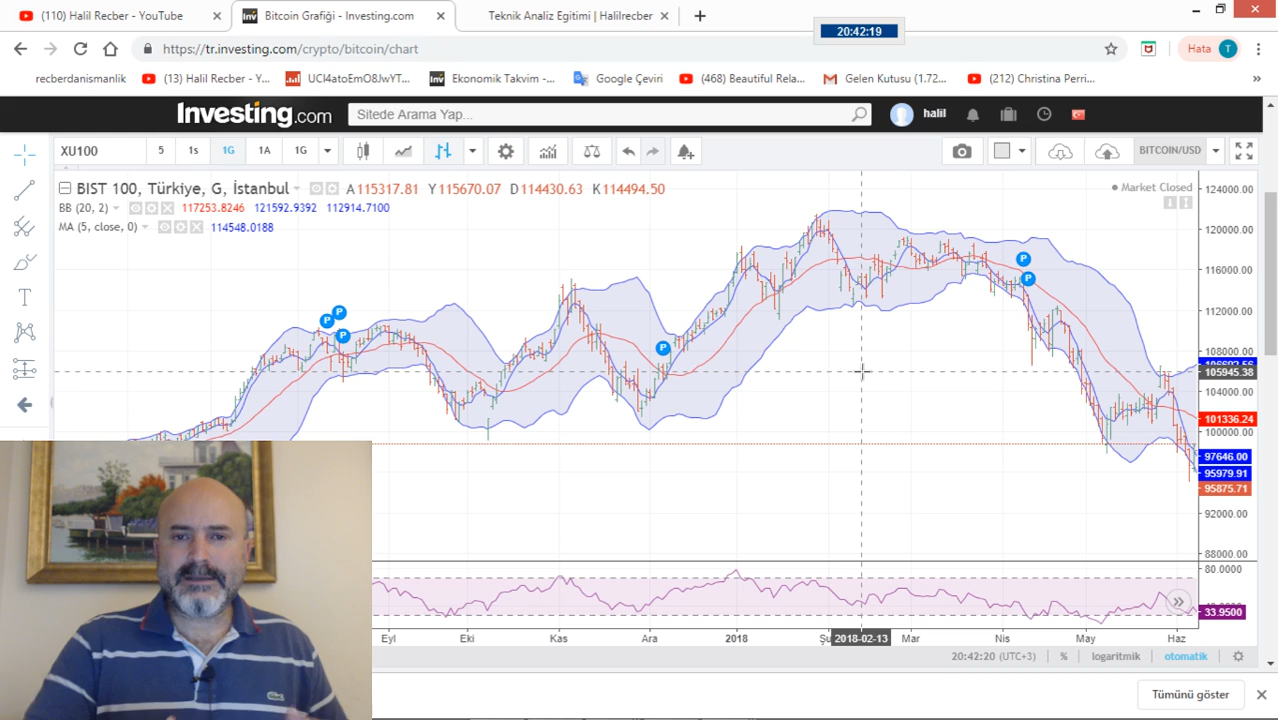 (110) Halil Recber - YouTube
Bitcoin Grafiği - Investing.com
Teknik Analiz Egitimi | Halilrecber
20:42:19
https://tr.investing.com/crypto/bitcoin/chart
Hata T
recberdanismanlik
(13) Halil Recber - Y...
UCI4atoEmO8JwYT...
Ekonomik Takvim -...
Google Çeviri
(468) Beautiful Rela...
Gelen Kutusu (1.72...
(212) Christina Perri...
»
Investing.com
Sitede Arama Yap...
halil
XU100 5 1s 1G 1A 1G
BITCOIN/USD
BIST 100, Türkiye, G, İstanbul A115317.81 Y115670.07 D114430.63 K114494.50
Market Closed
BB (20, 2) 117253.8246 121592.9392 112914.7100
MA (5, close, 0) 114548.0188
P
P
P
P
P
P
124000.00
120000.00
116000.00
112000.00
108000.00
105945.38
104000.00
101336.24
100000.00
97646.00
95979.91
95875.71
92000.00
88000.00
80.0000
33.9500
Eyl Eki Kas Ara 2018 Şu 2018-02-13 Mar Nis May Haz
20:42:20 (UTC+3) % logaritmik otomatik
Tümünü göster